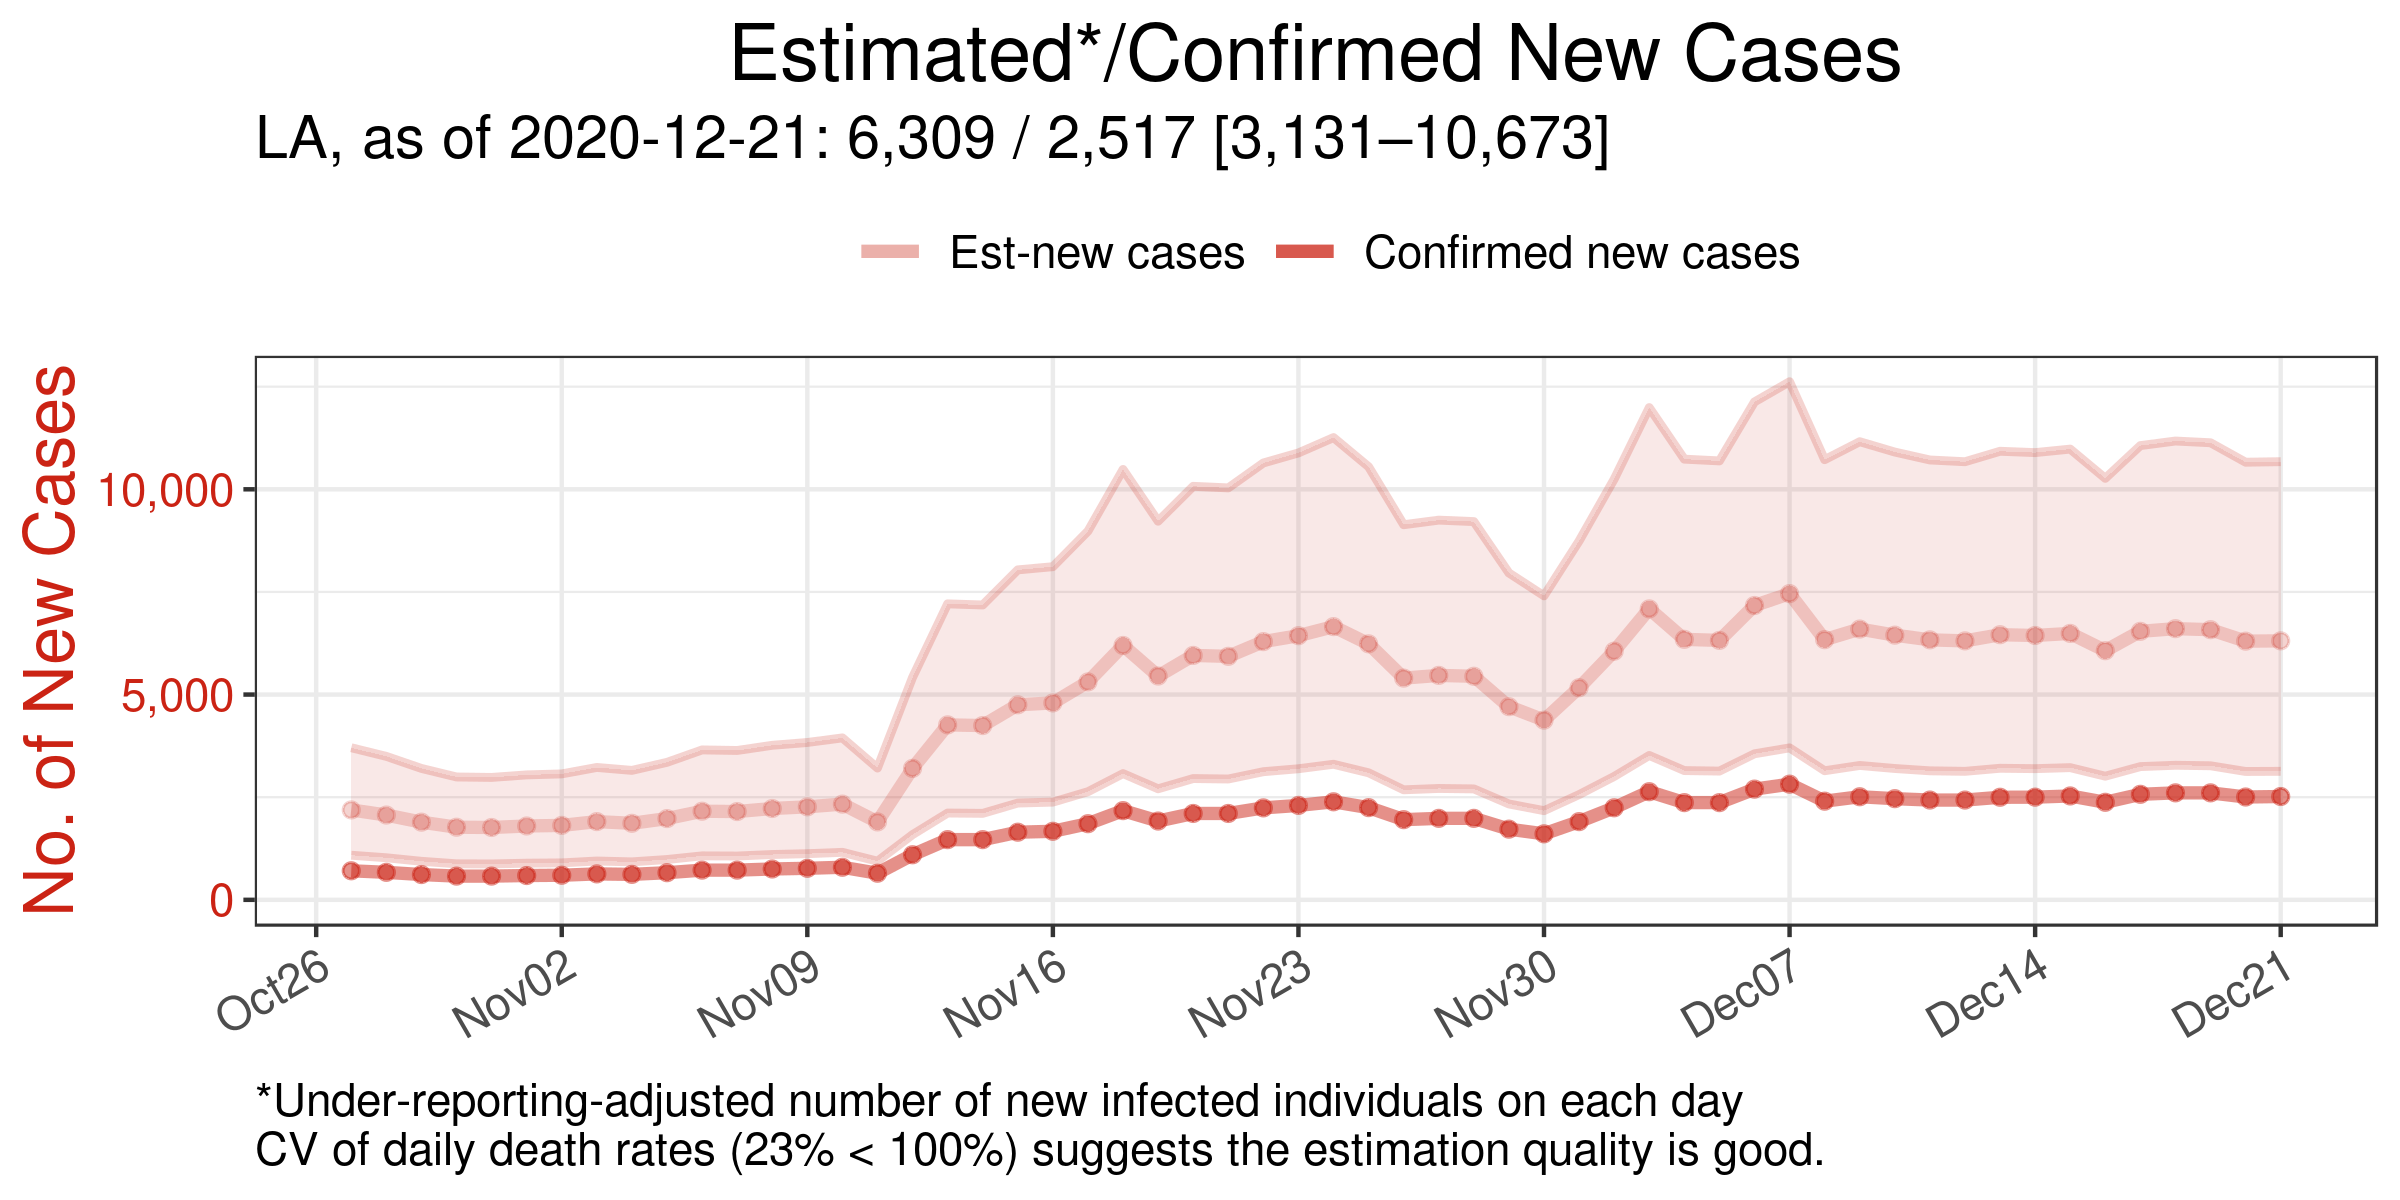 Estimated*/Confirmed New Cases
LA, as of 2020-12-21: 6,309 / 2,517 [3,131–10,673]
Est-new cases
Confirmed new cases
No. of New Cases
10,000
5,000
0
Oct26
Nov02
Nov09
Nov16
Nov23
Nov30
Dec07
Dec14
Dec21
*Under-reporting-adjusted number of new infected individuals on each day
CV of daily death rates (23% < 100%) suggests the estimation quality is good.